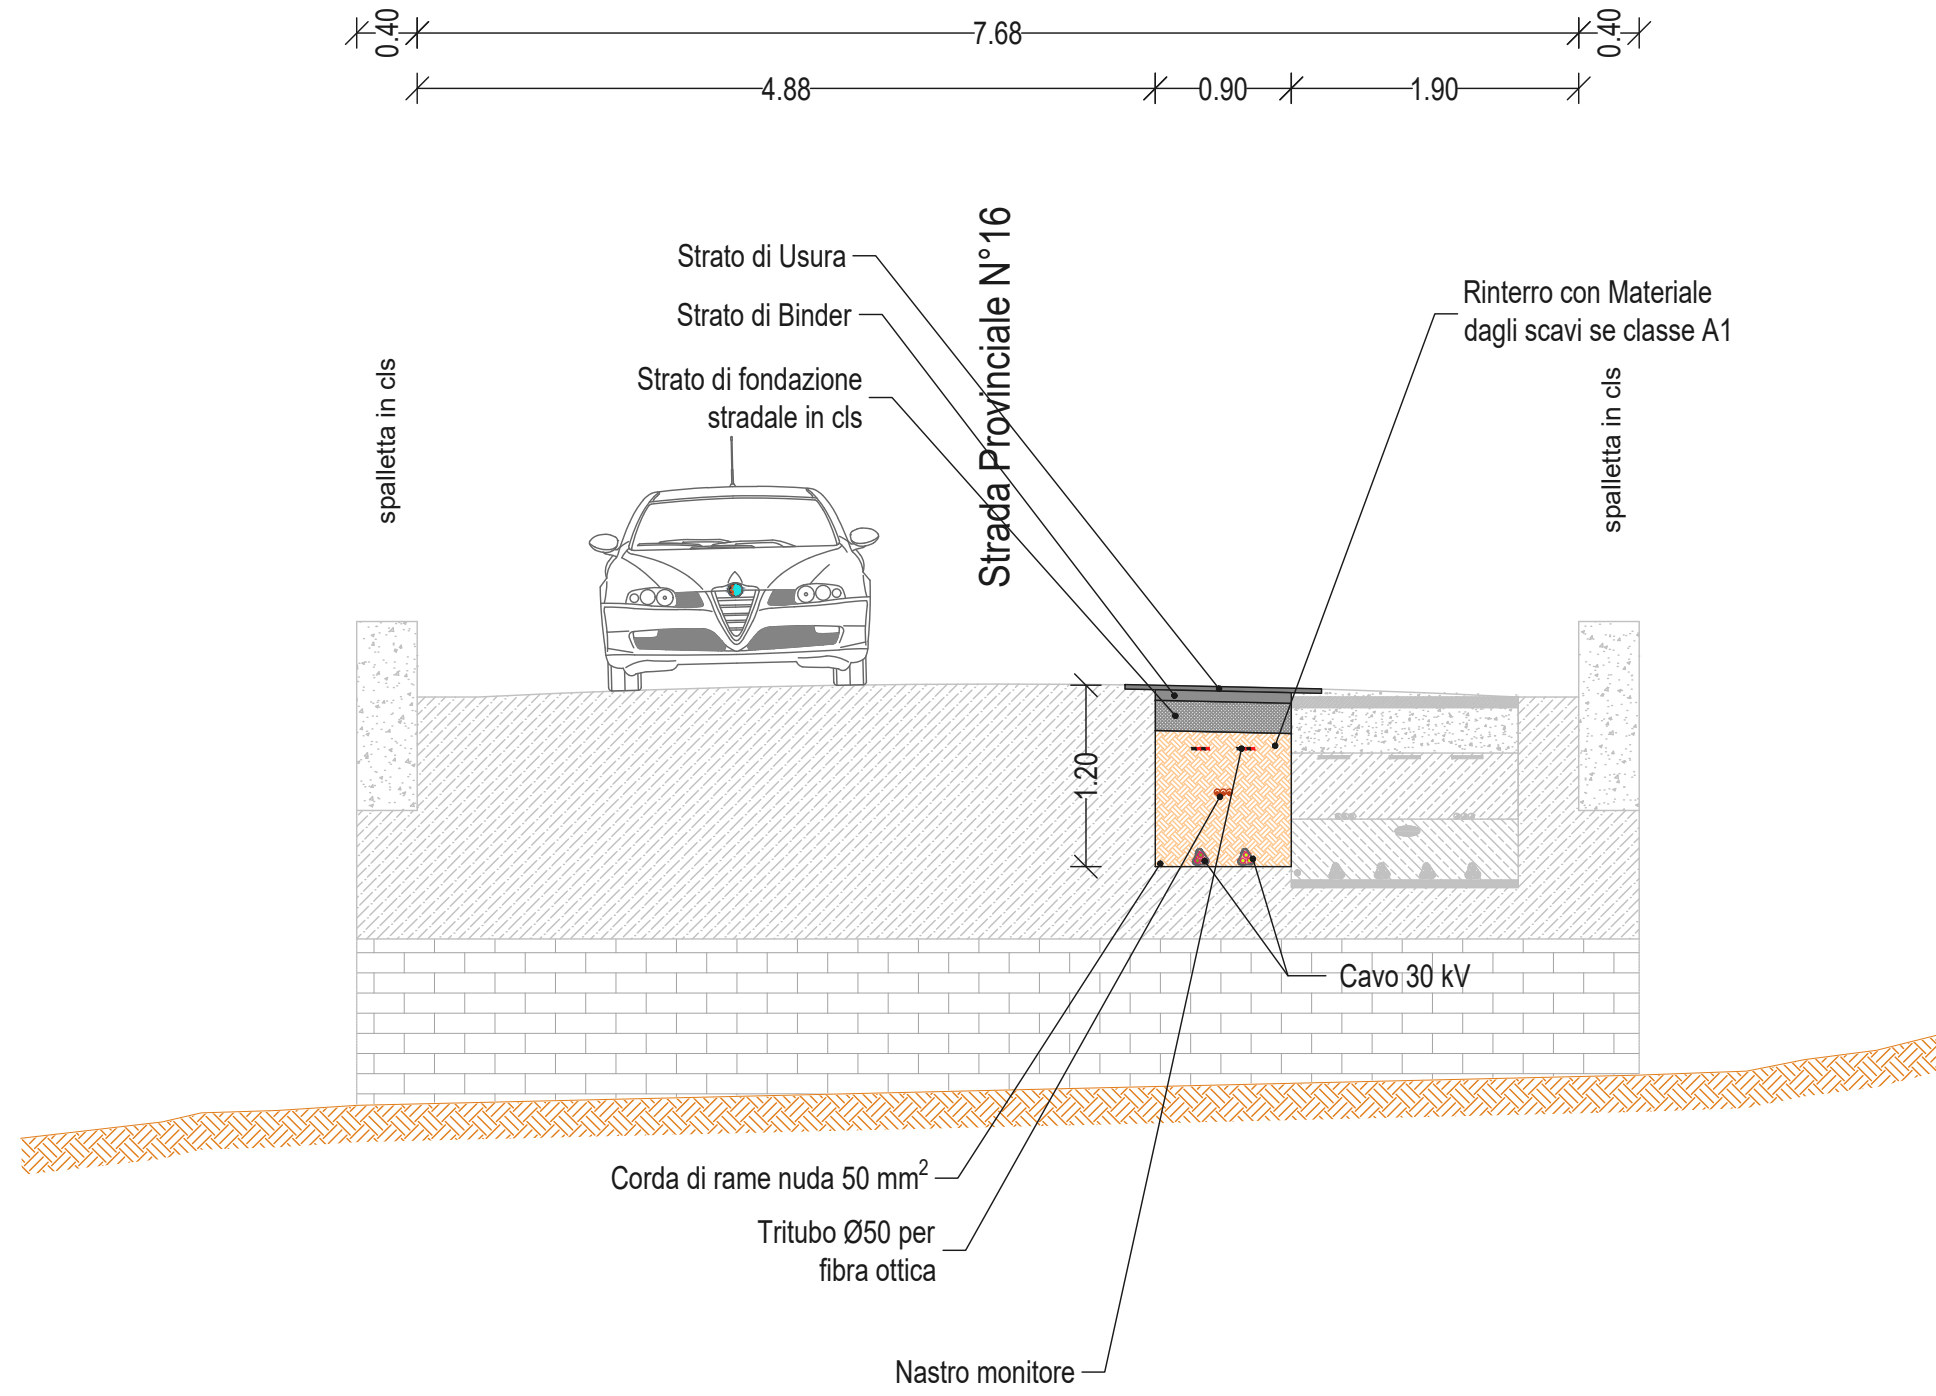 0.40
7.68
0.40
4.88
0.90
1.90
Strada Provinciale N°16
Strato di Usura
Strato di Binder
Strato di fondazione
stradale in cls
Rinterro con Materiale
dagli scavi se classe A1
spalletta in cls
spalletta in cls
1.20
Cavo 30 kV
Corda di rame nuda 50 mm²
Tritubo Ø50 per
fibra ottica
Nastro monitore